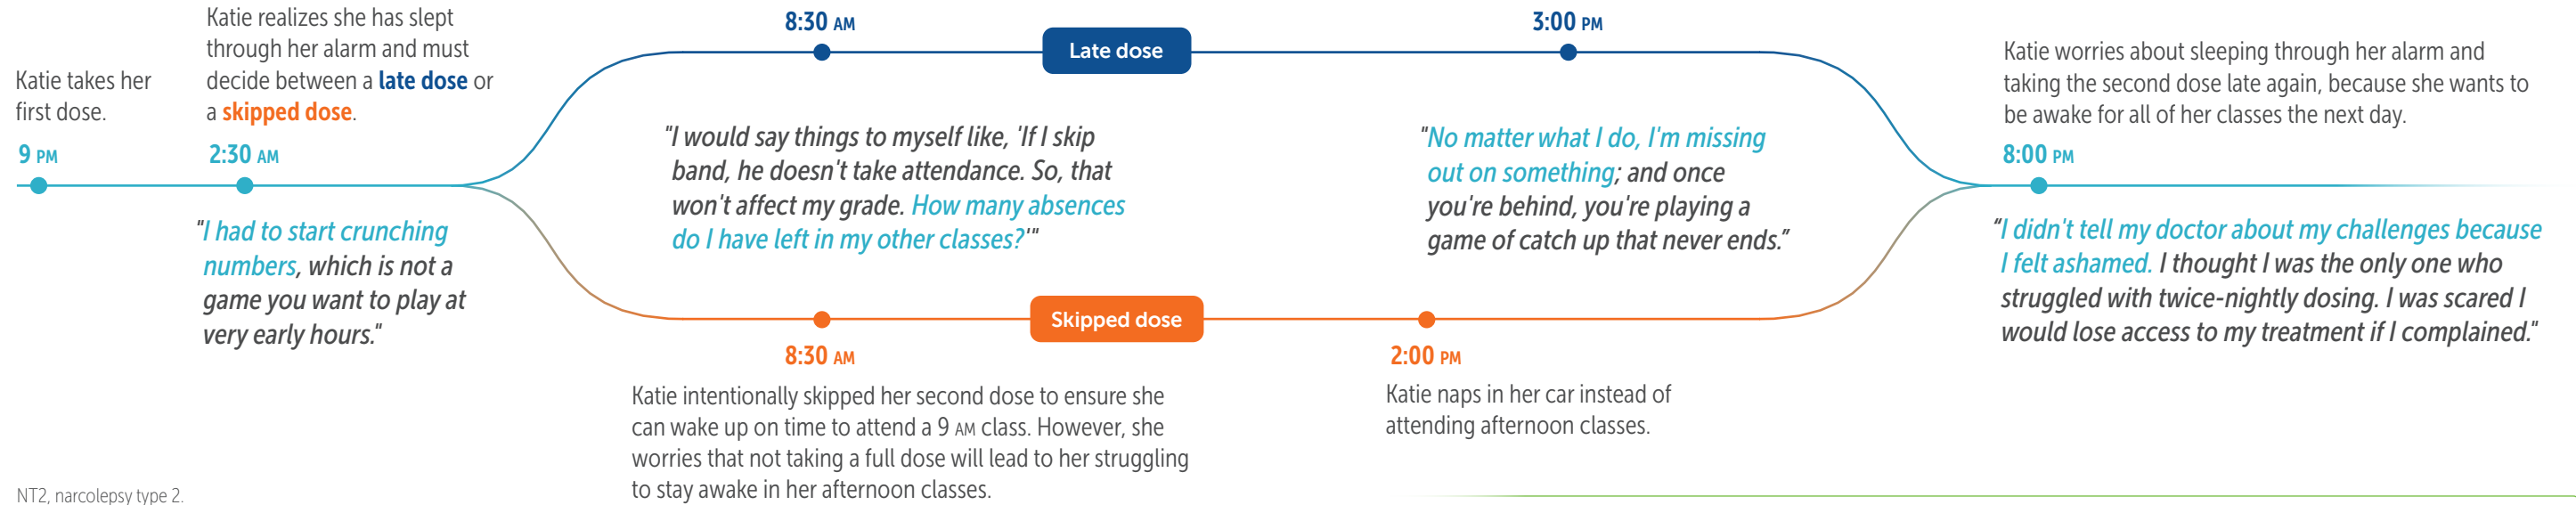 Katie takes her
first dose.
9 PM
Katie realizes she has slept
through her alarm and must
decide between a late dose or
a skipped dose.
2:30 AM
"I had to start crunching
numbers, which is not a
game you want to play at
very early hours."
8:30 AM
Late dose
3:00 PM
"I would say things to myself like, 'If I skip
band, he doesn't take attendance. So, that
won't affect my grade. How many absences
do I have left in my other classes?'"
"No matter what I do, I'm missing
out on something; and once
you're behind, you're playing a
game of catch up that never ends.”
Skipped dose
8:30 AM
Katie intentionally skipped her second dose to ensure she
can wake up on time to attend a 9 AM class. However, she
worries that not taking a full dose will lead to her struggling
to stay awake in her afternoon classes.
2:00 PM
Katie naps in her car instead of
attending afternoon classes.
Katie worries about sleeping through her alarm and
taking the second dose late again, because she wants to
be awake for all of her classes the next day.
8:00 PM
“I didn't tell my doctor about my challenges because
I felt ashamed. I thought I was the only one who
struggled with twice-nightly dosing. I was scared I
would lose access to my treatment if I complained."
NT2, narcolepsy type 2.